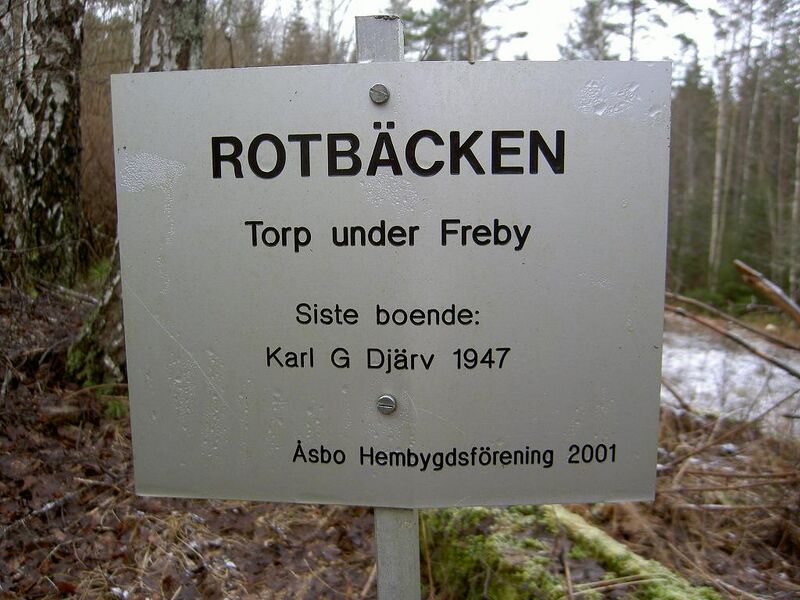 ROTBÄCKEN
Torp under Freby
Siste boende:
Karl G Djärv 1947
Åsbo Hembygdsförening 2001